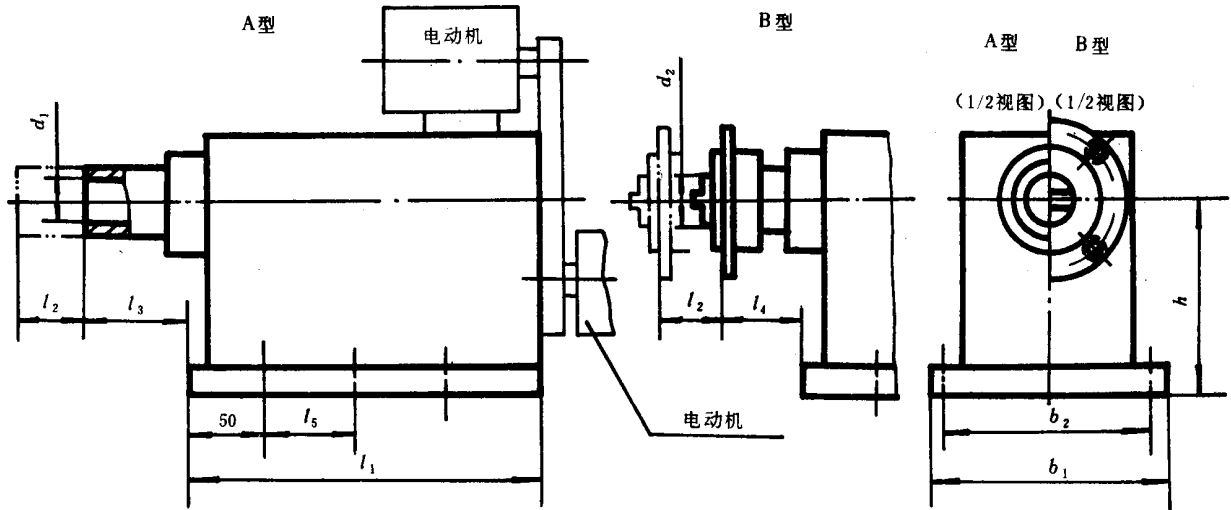 A型
电动机
B型
A型 B型
(1/2视图) (1/2视图)
d₁
d₂
l₂
l₃
l₂
l₄
h
50
l₅
电动机
b₂
l₁
b₁